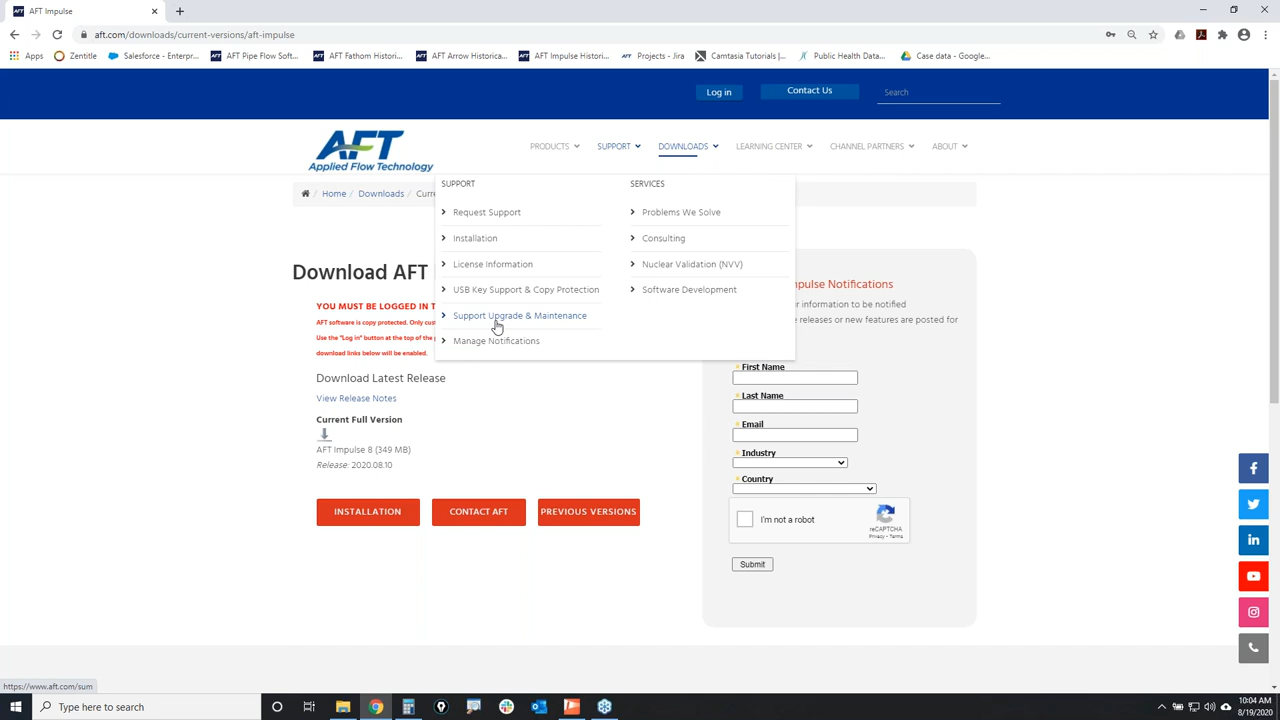 AFT Impulse
aft.com/downloads/current-versions/aft-impulse
Apps
Zentitle
Salesforce - Enterpr...
AFT Pipe Flow Soft...
AFT Fathom Histori...
AFT Arrow Historica...
AFT Impulse Histori...
Projects - Jira
Camtasia Tutorials |...
Public Health Data...
Case data - Google...
Log in
Contact Us
Search
AFT
Applied Flow Technology
PRODUCTS
SUPPORT
DOWNLOADS
LEARNING CENTER
CHANNEL PARTNERS
ABOUT
Home / Downloads / Curr
SUPPORT
Request Support
Installation
License Information
USB Key Support & Copy Protection
Support Upgrade & Maintenance
Manage Notifications
SERVICES
Problems We Solve
Consulting
Nuclear Validation (NVV)
Software Development
Download AFT
YOU MUST BE LOGGED IN T
AFT software is copy protected. Only cus
Use the "Log in" button at the top of the p
download links below will be enabled.
Download Latest Release
View Release Notes
Current Full Version
AFT Impulse 8 (349 MB)
Release: 2020.08.10
INSTALLATION
CONTACT AFT
PREVIOUS VERSIONS
mpulse Notifications
r information to be notified
e releases or new features are posted for
* First Name
* Last Name
* Email
* Industry
* Country
I'm not a robot
reCAPTCHA
Privacy - Terms
Submit
https://www.aft.com/sum
Type here to search
10:04 AM
8/19/2020